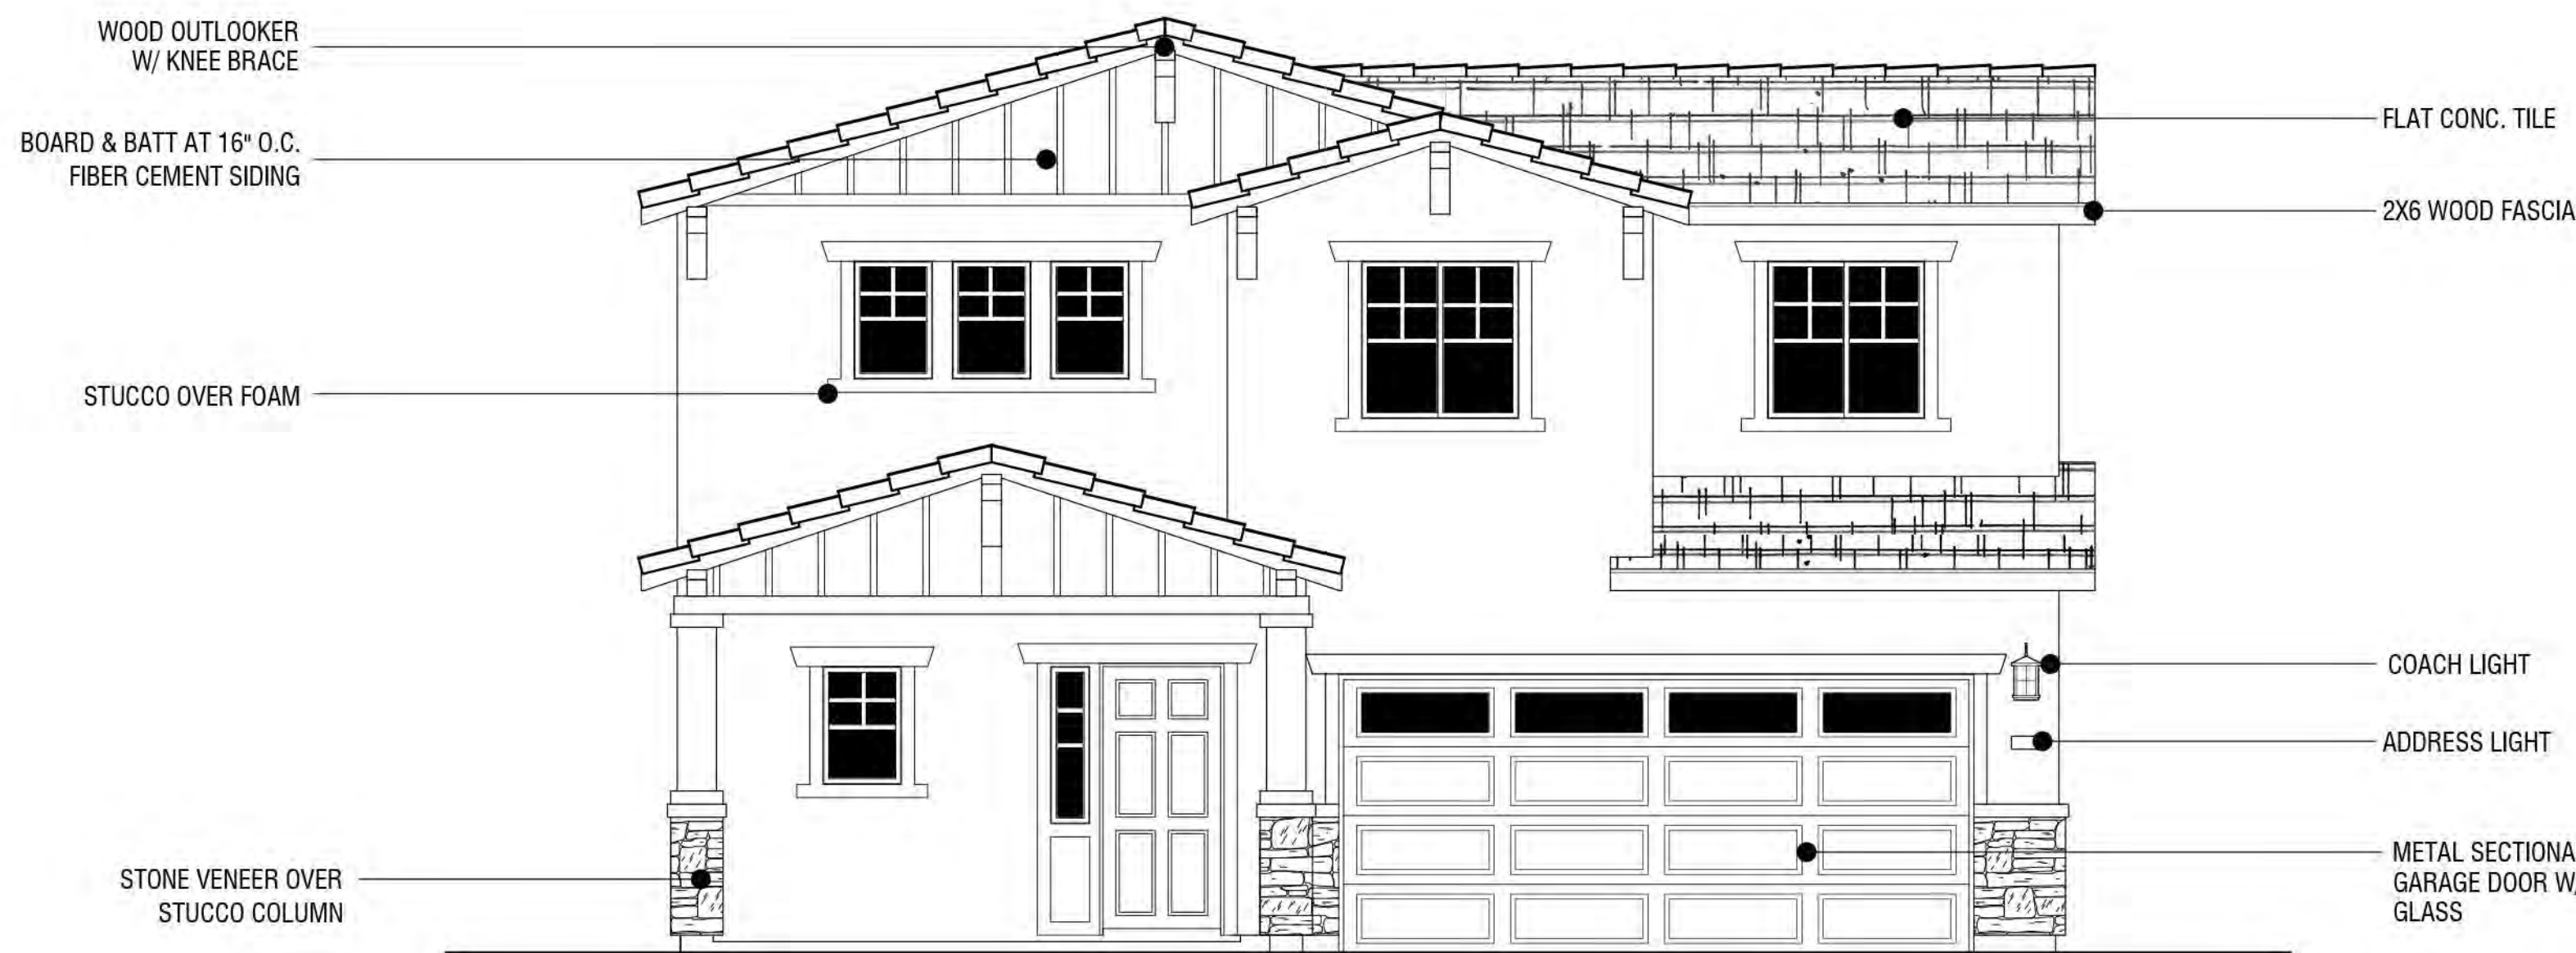 WOOD OUTLOOKER
W/ KNEE BRACE
BOARD & BATT AT 16" O.C.
FIBER CEMENT SIDING
STUCCO OVER FOAM
STONE VENEER OVER
STUCCO COLUMN
FLAT CONC. TILE
2X6 WOOD FASCIA
COACH LIGHT
ADDRESS LIGHT
METAL SECTIONA
GARAGE DOOR W/
GLASS